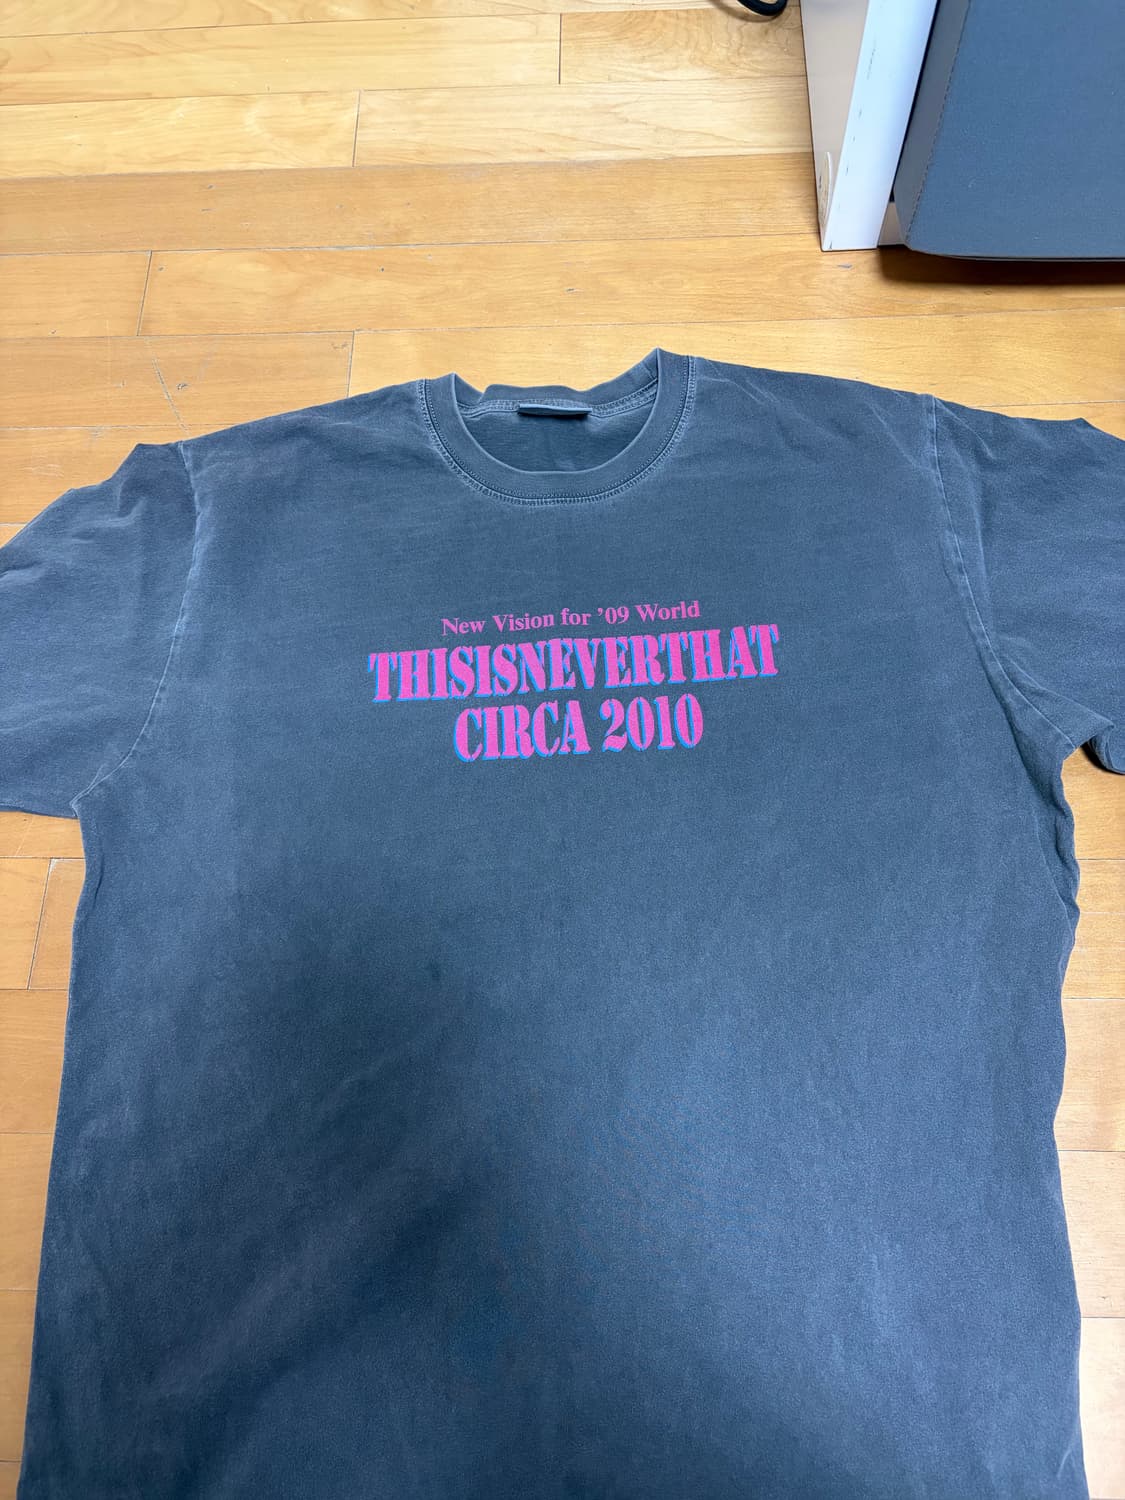 New Vision for ’09 World
THISISNEVERTHAT
CIRCA 2010